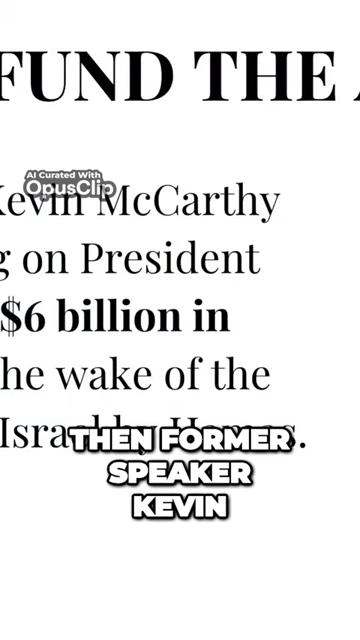 FUND THE
AI Curated With
OpusClip
Kevin McCarthy
g on President
$6 billion in
he wake of the
THEN FORMER
SPEAKER
KEVIN